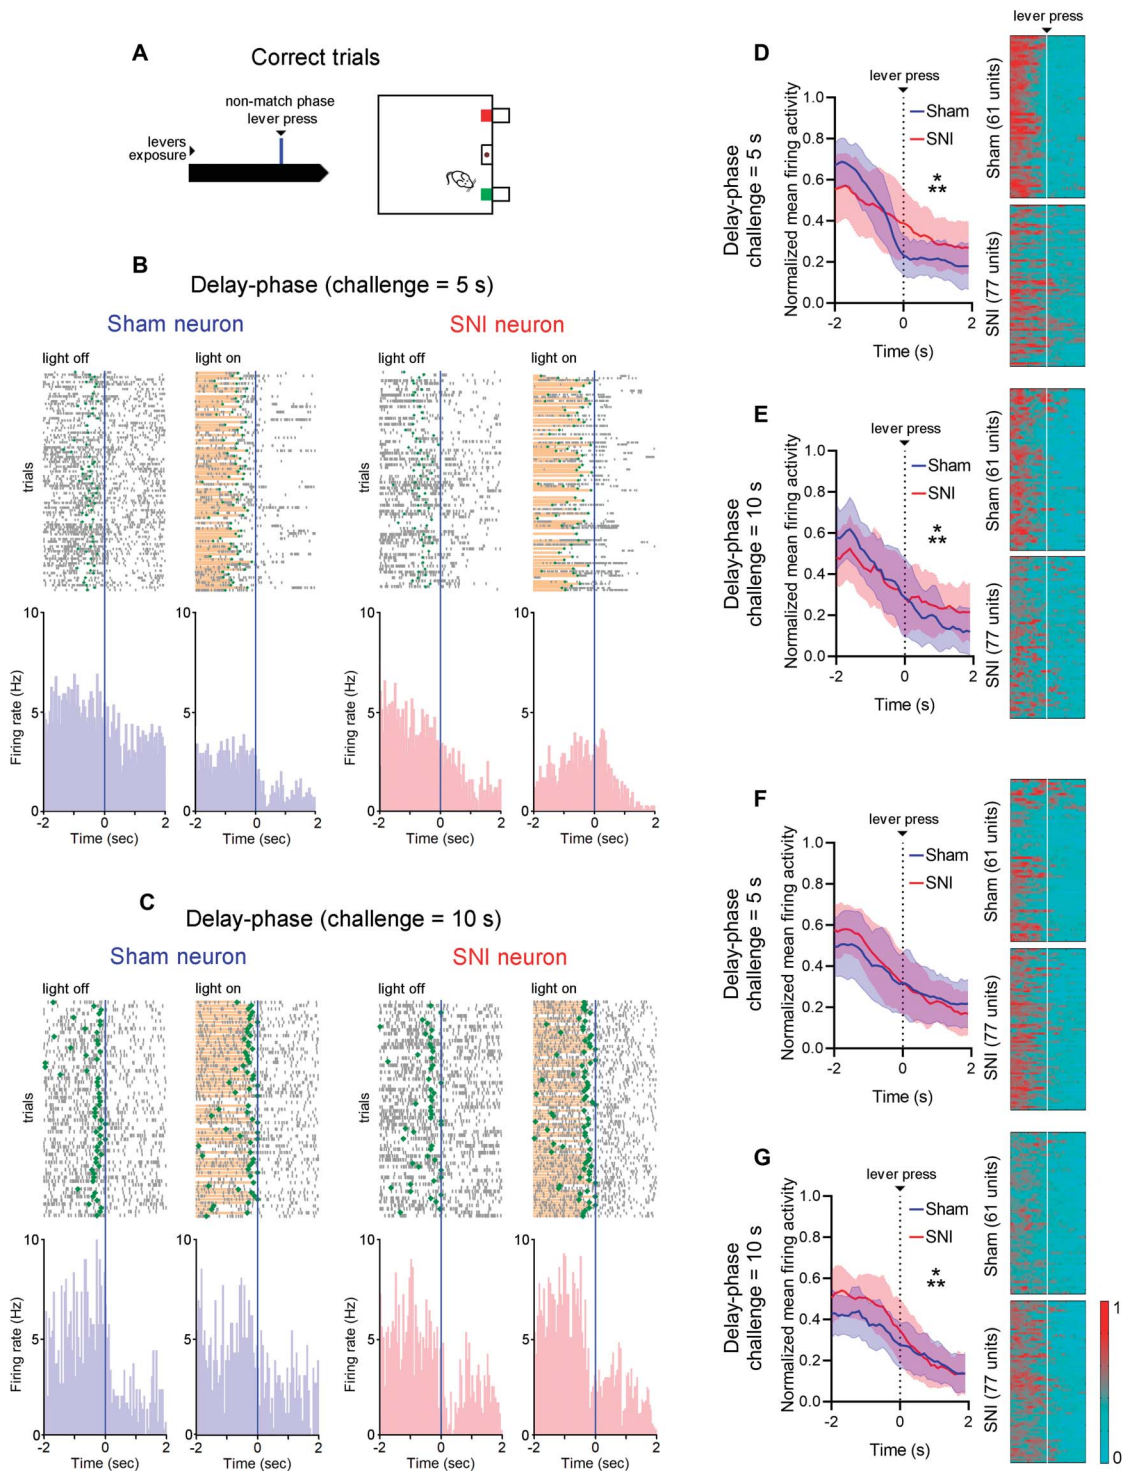 A
Correct trials
non-match phase
lever press
levers
exposure
B
Delay-phase (challenge = 5 s)
Sham neuron
SNI neuron
light off
light on
light off
light on
trials
trials
10
10
10
10
5
5
5
5
0
0
0
0
Firing rate (Hz)
Firing rate (Hz)
-2 0 2
-2 0 2
-2 0 2
-2 0 2
Time (sec)
Time (sec)
Time (sec)
Time (sec)
C
Delay-phase (challenge = 10 s)
Sham neuron
SNI neuron
light off
light on
light off
light on
trials
trials
10
10
10
10
5
5
5
5
0
0
0
0
Firing rate (Hz)
Firing rate (Hz)
-2 0 2
-2 0 2
-2 0 2
-2 0 2
Time (sec)
Time (sec)
Time (sec)
Time (sec)
D
Delay-phase
challenge = 5 s
lever press
Normalized mean firing activity
1.0
0.8
0.6
0.4
0.2
0.0
Sham
SNI
*
**
-2 0 2
Time (s)
lever press
Sham (61 units)
SNI (77 units)
E
Delay-phase
challenge = 10 s
lever press
Normalized mean firing activity
1.0
0.8
0.6
0.4
0.2
0.0
Sham
SNI
*
**
-2 0 2
Time (s)
Sham (61 units)
SNI (77 units)
F
Delay-phase
challenge = 5 s
lever press
Normalized mean firing activity
1.0
0.8
0.6
0.4
0.2
0.0
Sham
SNI
-2 0 2
Time (s)
Sham (61 units)
SNI (77 units)
G
Delay-phase
challenge = 10 s
lever press
Normalized mean firing activity
1.0
0.8
0.6
0.4
0.2
0.0
Sham
SNI
*
**
-2 0 2
Time (s)
Sham (61 units)
SNI (77 units)
1
0